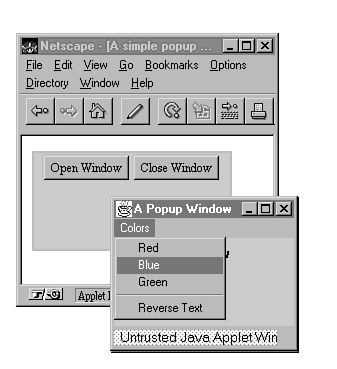 Netscape - [A simple popup ...
File Edit View Go Bookmarks Options
Directory Window Help
Open Window Close Window
A Popup Window
Colors
Red
Blue
Green
Reverse Text
Applet
Untrusted Java Applet Win